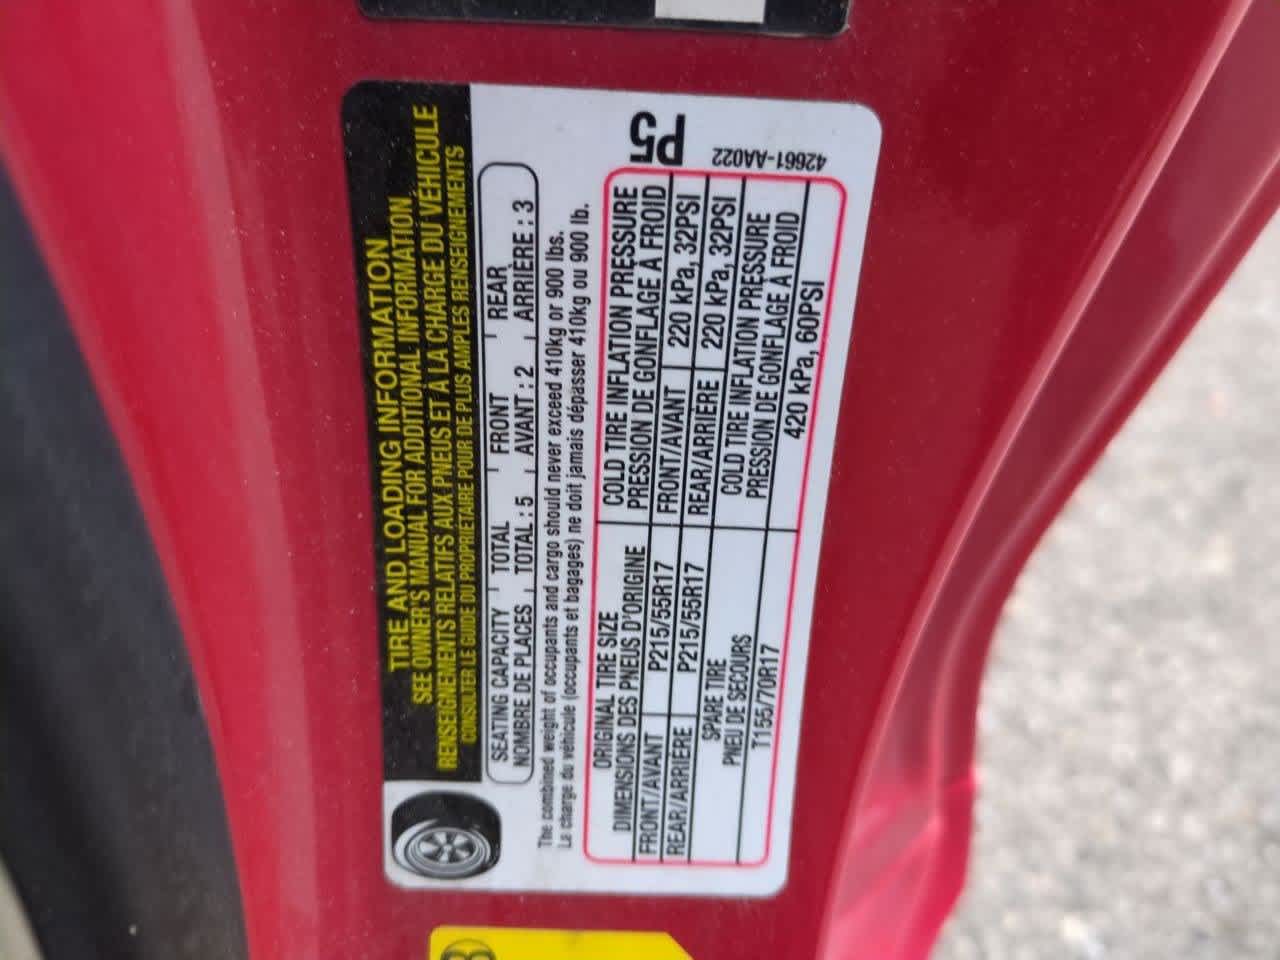 TIRE AND LOADING INFORMATION
SEE OWNER'S MANUAL FOR ADDITIONAL INFORMATION
RENSEIGNEMENTS RELATIFS AUX PNEUS ET À LA CHARGE DU VÉHICULE
CONSULTER LE GUIDE DU PROPRIÉTAIRE POUR DE PLUS AMPLES RENSEIGNEMENTS
SEATING CAPACITY TOTAL FRONT REAR
NOMBRE DE PLACES TOTAL : 5 AVANT : 2 ARRIÈRE : 3
The combined weight of occupants and cargo should never exceed 410kg or 900 lbs.
La charge du véhicule (occupants et bagages) ne doit jamais dépasser 410kg ou 900 lb.
ORIGINAL TIRE SIZE COLD TIRE INFLATION PRESSURE
DIMENSIONS DES PNEUS D'ORIGINE PRESSION DE GONFLAGE À FROID
FRONT/AVANT P215/55R17 FRONT/AVANT 220 kPa, 32PSI
REAR/ARRIÈRE P215/55R17 REAR/ARRIÈRE 220 kPa, 32PSI
SPARE TIRE COLD TIRE INFLATION PRESSURE
PNEU DE SECOURS PRESSION DE GONFLAGE À FROID
T155/70R17 420 kPa, 60PSI
P5
42661-AA022